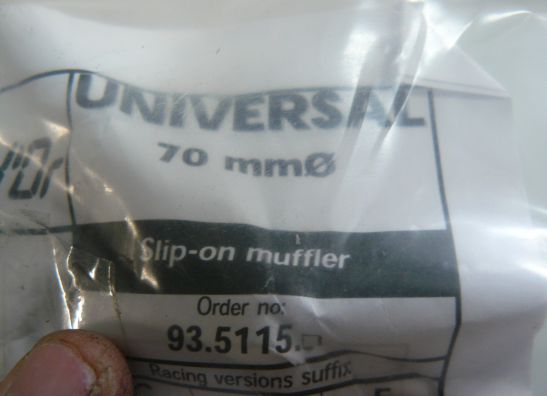 UNIVERSAL
70 mmØ
Slip-on muffler
Order no:
93.5115.
Racing versions suffix